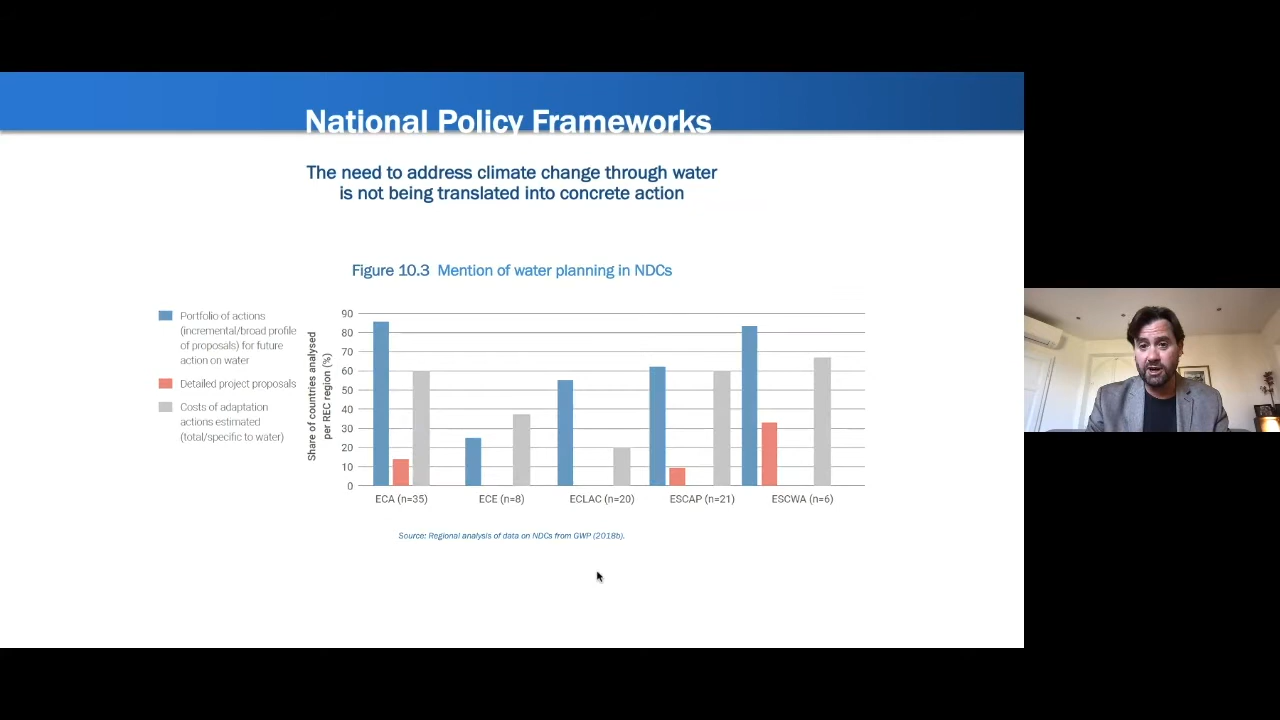 National Policy Frameworks
The need to address climate change through water
is not being translated into concrete action
Figure 10.3 Mention of water planning in NDCs
Portfolio of actions
(incremental/broad profile
of proposals) for future
action on water
Detailed project proposals
Costs of adaptation
actions estimated
(total/specific to water)
Share of countries analysed
per REC region (%)
90
80
70
60
50
40
30
20
10
0
ECA (n=35)
ECE (n=8)
ECLAC (n=20)
ESCAP (n=21)
ESCWA (n=6)
Source: Regional analysis of data on NDCs from GWP (2018b).